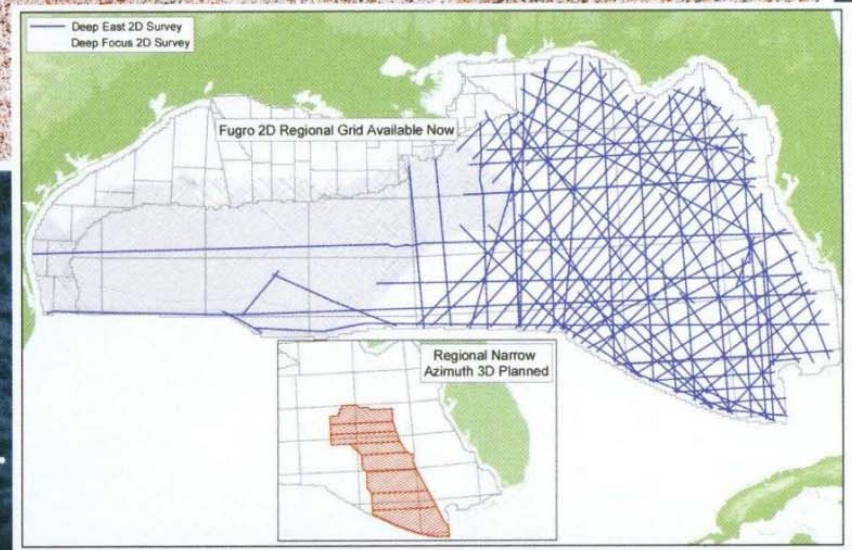 Deep East 2D Survey
Deep Focus 2D Survey
Fugro 2D Regional Grid Available Now
Regional Narrow
Azimuth 3D Planned